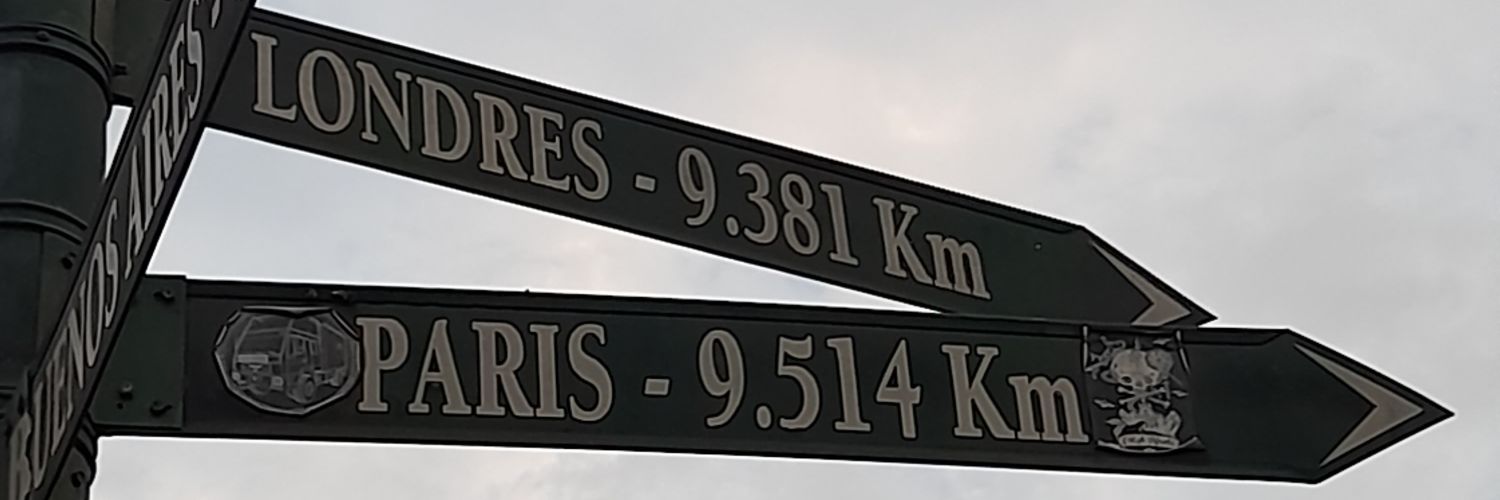 BUENOS AIRES -
LONDRES - 9.381 Km
PARIS - 9.514 Km